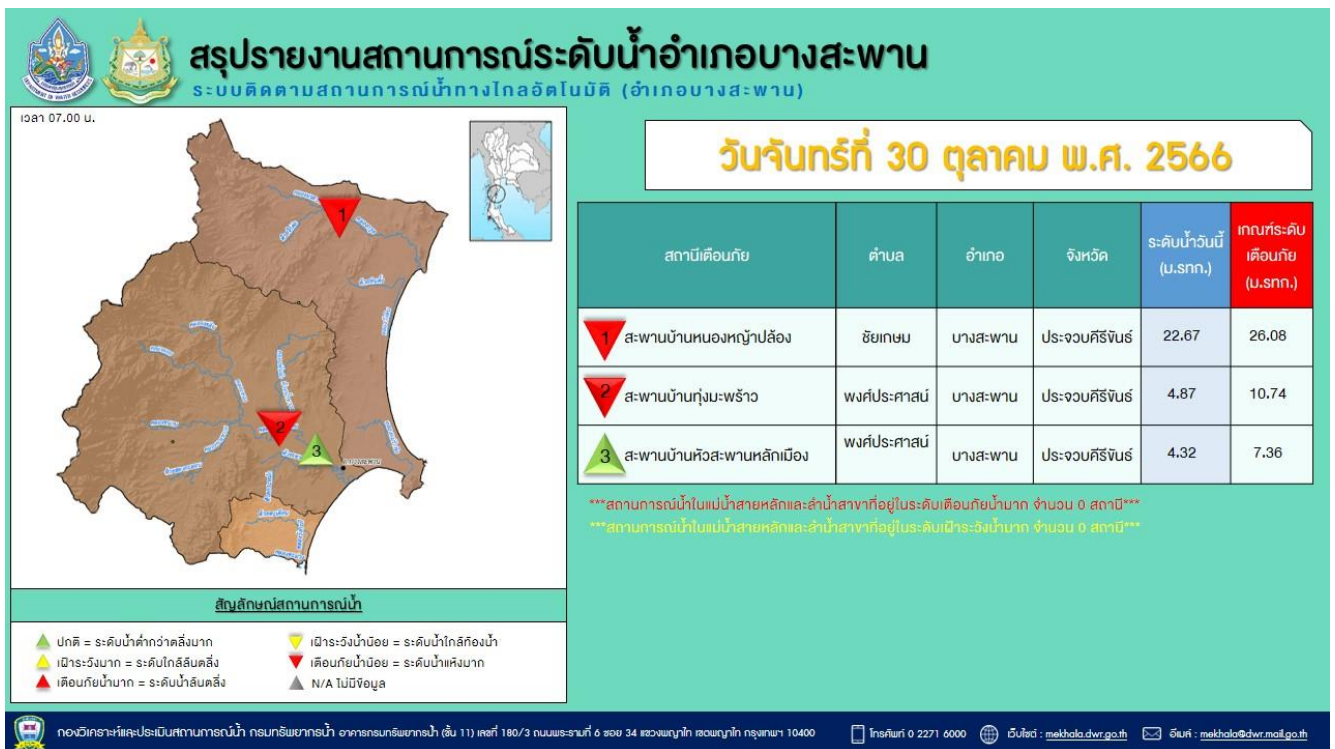 สรุปรายงานสถานการณ์ระดับน้ำอำเภอบางสะพาน
ระบบติดตามสถานการณ์น้ำทางไกลอัตโนมัติ (อำเภอบางสะพาน)
เวลา 07.00 น.
1
2
3
วันจันทร์ที่ 30 ตุลาคม พ.ศ. 2566
สถานีเตือนภัย ตำบล อำเภอ จังหวัด ระดับน้ำวันนี้ (ม.รทก.) เกณฑ์ระดับเตือนภัย (ม.รทก.)
1 สะพานบ้านหนองหญ้าปล้อง ชัยเกษม บางสะพาน ประจวบคีรีขันธ์ 22.67 26.08
2 สะพานบ้านทุ่งมะพร้าว พงศ์ประศาสน์ บางสะพาน ประจวบคีรีขันธ์ 4.87 10.74
3 สะพานบ้านหัวสะพานหลักเมือง พงศ์ประศาสน์ บางสะพาน ประจวบคีรีขันธ์ 4.32 7.36
***สถานการณ์น้ำในแม่น้ำสายหลักและลำน้ำสาขาที่อยู่ในระดับเตือนภัยน้ำมาก จำนวน 0 สถานี***
***สถานการณ์น้ำในแม่น้ำสายหลักและลำน้ำสาขาที่อยู่ในระดับเฝ้าระวังน้ำมาก จำนวน 0 สถานี***
สัญลักษณ์สถานการณ์น้ำ
ปกติ = ระดับน้ำต่ำกว่าตลิ่งมาก
เฝ้าระวังมาก = ระดับใกล้ล้นตลิ่ง
เตือนภัยน้ำมาก = ระดับน้ำล้นตลิ่ง
เฝ้าระวังน้ำน้อย = ระดับน้ำใกล้ท้องน้ำ
เตือนภัยน้ำน้อย = ระดับน้ำแห้งมาก
N/A ไม่มีข้อมูล
กองวิเคราะห์และประเมินสถานการณ์น้ำ กรมทรัพยากรน้ำ อาคารกรมทรัพยากรน้ำ (ชั้น 11) เลขที่ 180/3 ถนนพระรามที่ 6 ซอย 34 แขวงพญาไท เขตพญาไท กรุงเทพฯ 10400 โทรศัพท์ 0 2271 6000 เว็บไซต์ : mekhala.dwr.go.th อีเมล์ : mekhala@dwr.mail.go.th